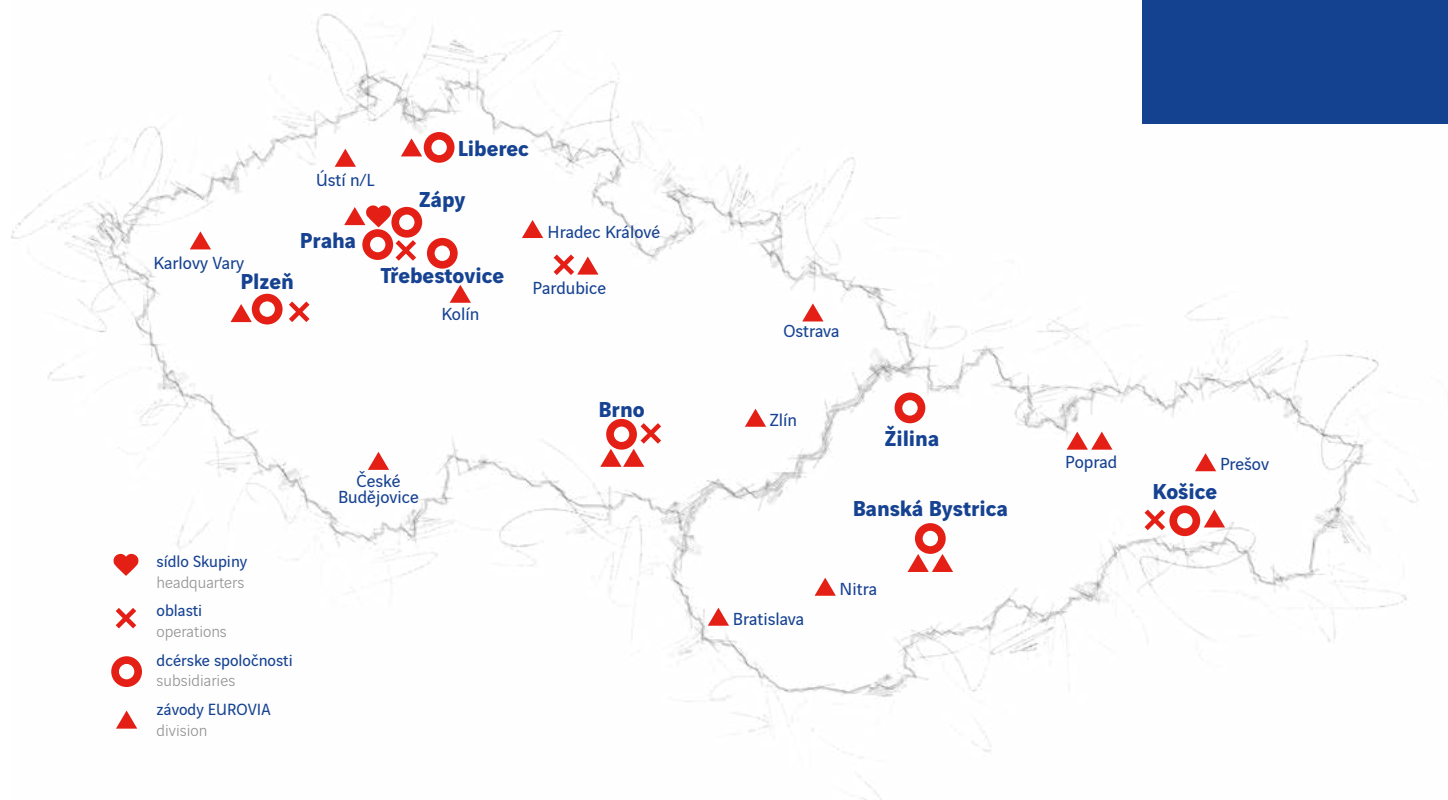 Liberec
Ústí n/L
Zápy
Praha
Hradec Králové
Karlovy Vary
Třebestovice
Plzeň
Pardubice
Kolín
Ostrava
Brno
Zlín
Žilina
Poprad
Prešov
České
Budějovice
Košice
Banská Bystrica
Nitra
Bratislava
sídlo Skupiny
headquarters
oblasti
operations
dcérske spoločnosti
subsidiaries
závody EUROVIA
division